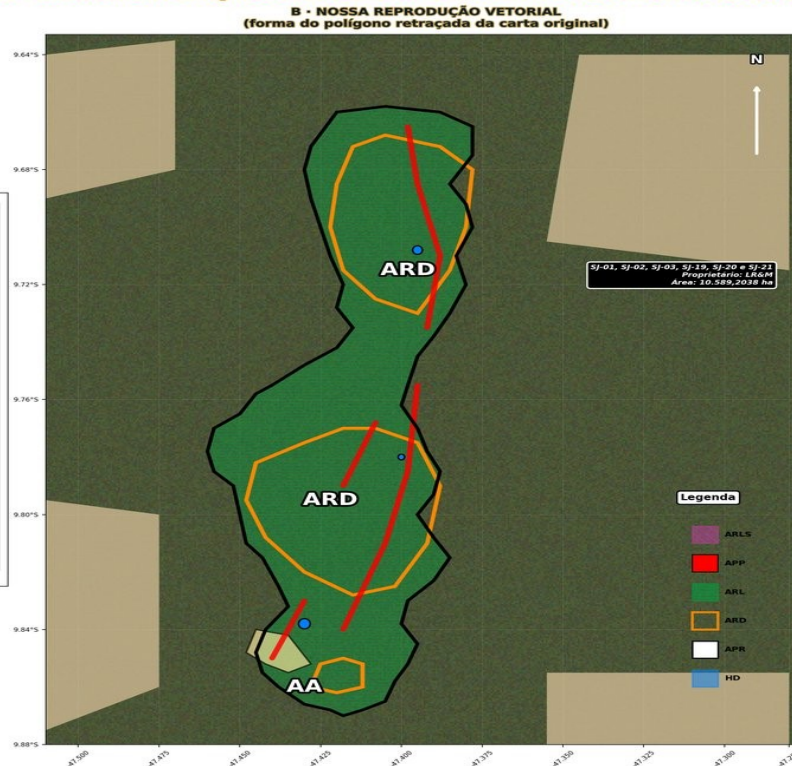 B · NOSSA REPRODUÇÃO VETORIAL
(forma do polígono retraçada da carta original)
9.64°S
N
9.68°S
ARD
SJ-01, SJ-02, SJ-03, SJ-19, SJ-20 e SJ-21
Proprietário: LR&M
Área: 10.589,2038 ha
9.72°S
9.76°S
ARD
Legenda
9.80°S
ARLS
APP
ARL
ARD
9.84°S
APR
AA
HD
9.88°S
47.500
47.475
47.450
47.425
47.400
47.375
47.350
47.325
47.300